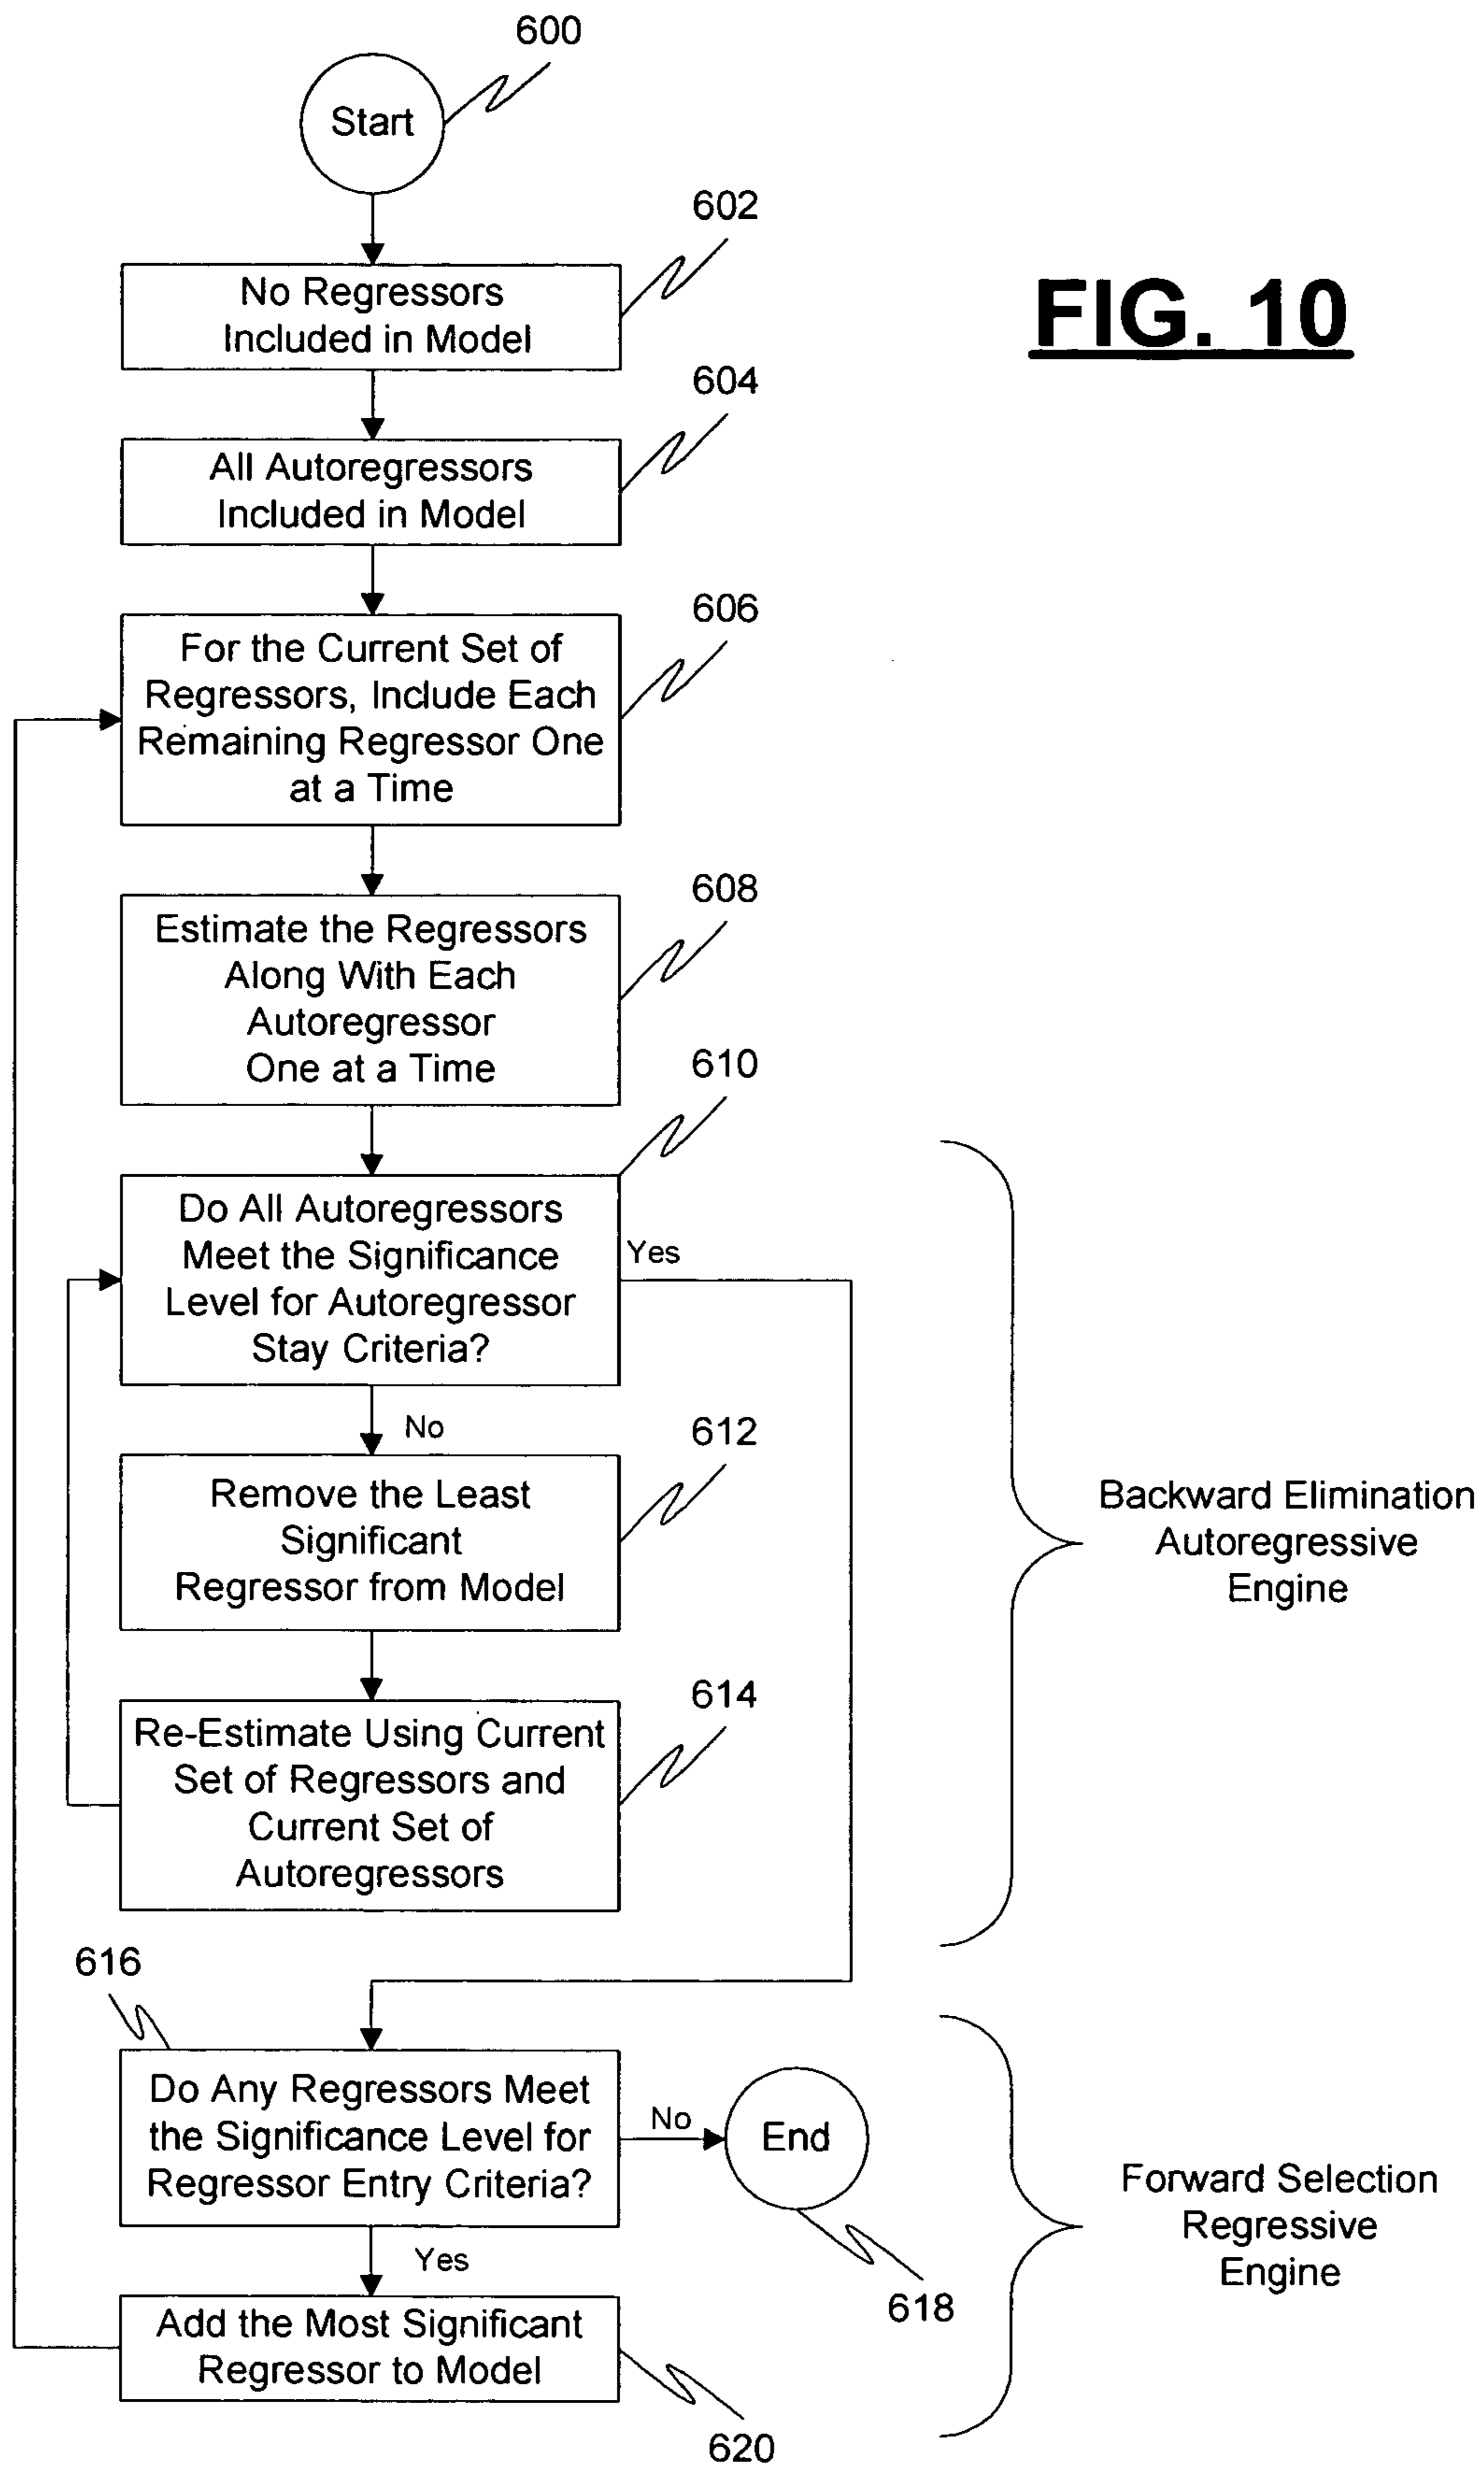 600
Start
602
No Regressors
Included in Model
FIG. 10
604
All Autoregressors
Included in Model
606
For the Current Set of
Regressors, Include Each
Remaining Regressor One
at a Time
608
Estimate the Regressors
Along With Each
Autoregressor
One at a Time
610
Do All Autoregressors
Meet the Significance
Level for Autoregressor
Stay Criteria?
Yes
No
612
Remove the Least
Significant
Regressor from Model
Backward Elimination
Autoregressive
Engine
614
Re-Estimate Using Current
Set of Regressors and
Current Set of
Autoregressors
616
Do Any Regressors Meet
the Significance Level for
Regressor Entry Criteria?
No
End
618
Yes
Forward Selection
Regressive
Engine
Add the Most Significant
Regressor to Model
620